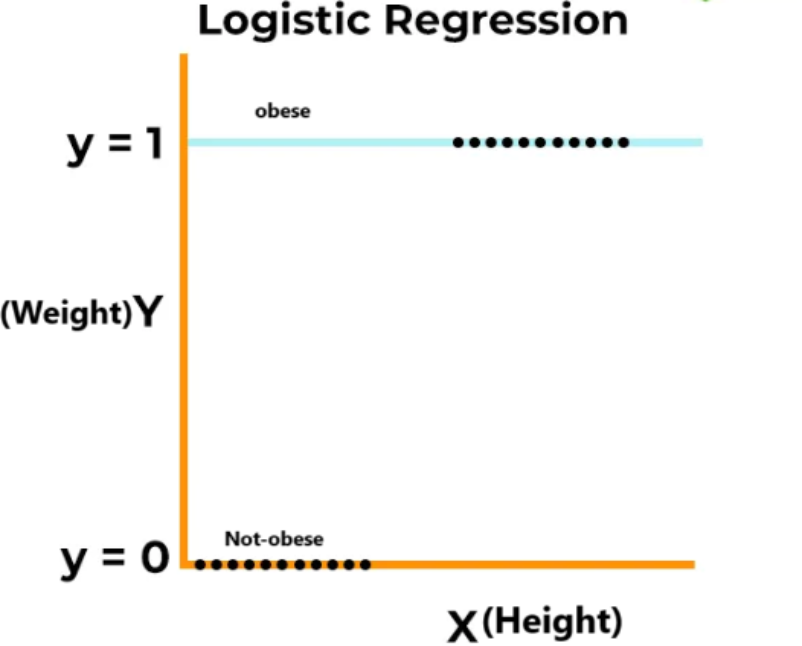 Logistic Regression
obese
y = 1
(Weight)Y
Not-obese
y = 0
X(Height)